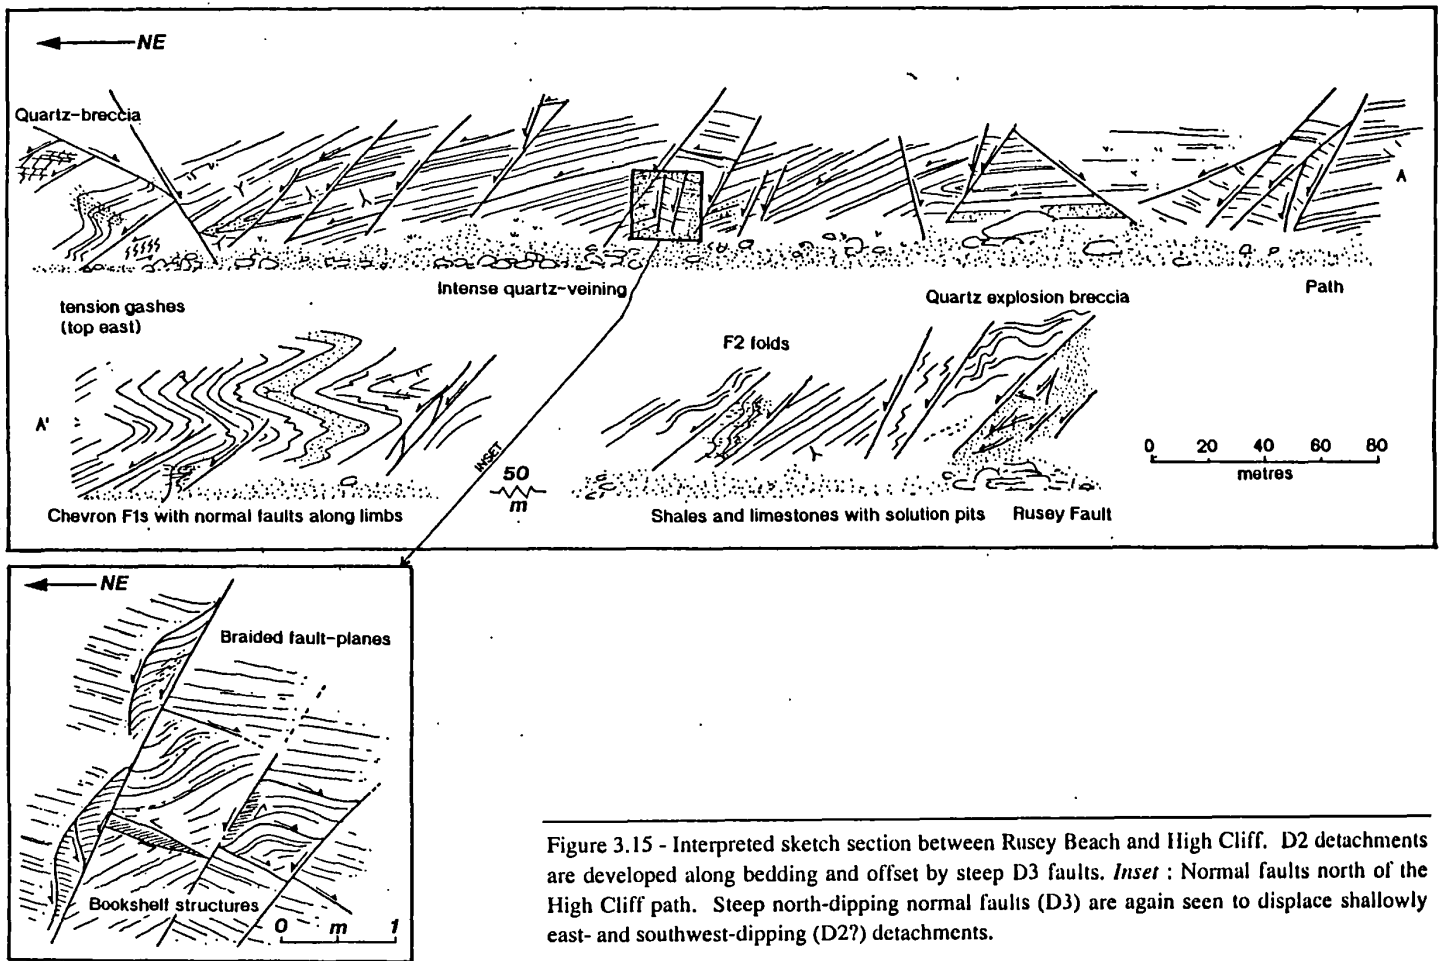 NE
Quartz-breccia
A
Intense quartz-veining
Path
tension gashes
(top east)
Quartz explosion breccia
F2 folds
A'
INSET
50
m
0 20 40 60 80
metres
Chevron F1s with normal faults along limbs
Shales and limestones with solution pits
Rusey Fault
NE
Braided fault-planes
Bookshelf structures
0 m 1
Figure 3.15 - Interpreted sketch section between Rusey Beach and High Cliff. D2 detachments
are developed along bedding and offset by steep D3 faults. Inset : Normal faults north of the
High Cliff path. Steep north-dipping normal faults (D3) are again seen to displace shallowly
east- and southwest-dipping (D2?) detachments.